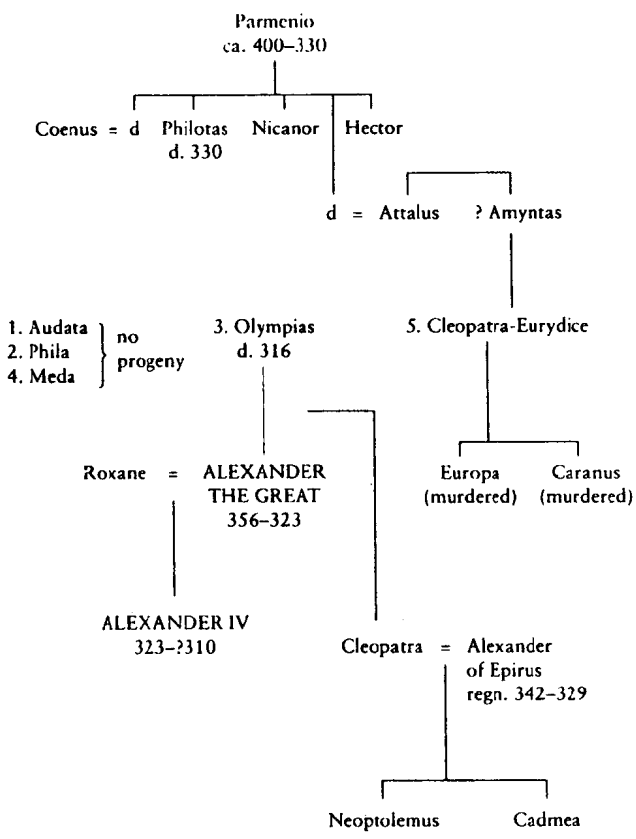 Parmenio
ca. 400–330
Coenus = d Philotas Nicanor Hector
d. 330
d = Attalus ? Amyntas
1. Audata
2. Phila
4. Meda
no
progeny
3. Olympias
d. 316
5. Cleopatra-Eurydice
Roxane = ALEXANDER
THE GREAT
356–323
Europa
(murdered)
Caranus
(murdered)
ALEXANDER IV
323–?310
Cleopatra = Alexander
of Epirus
regn. 342–329
Neoptolemus Cadmea